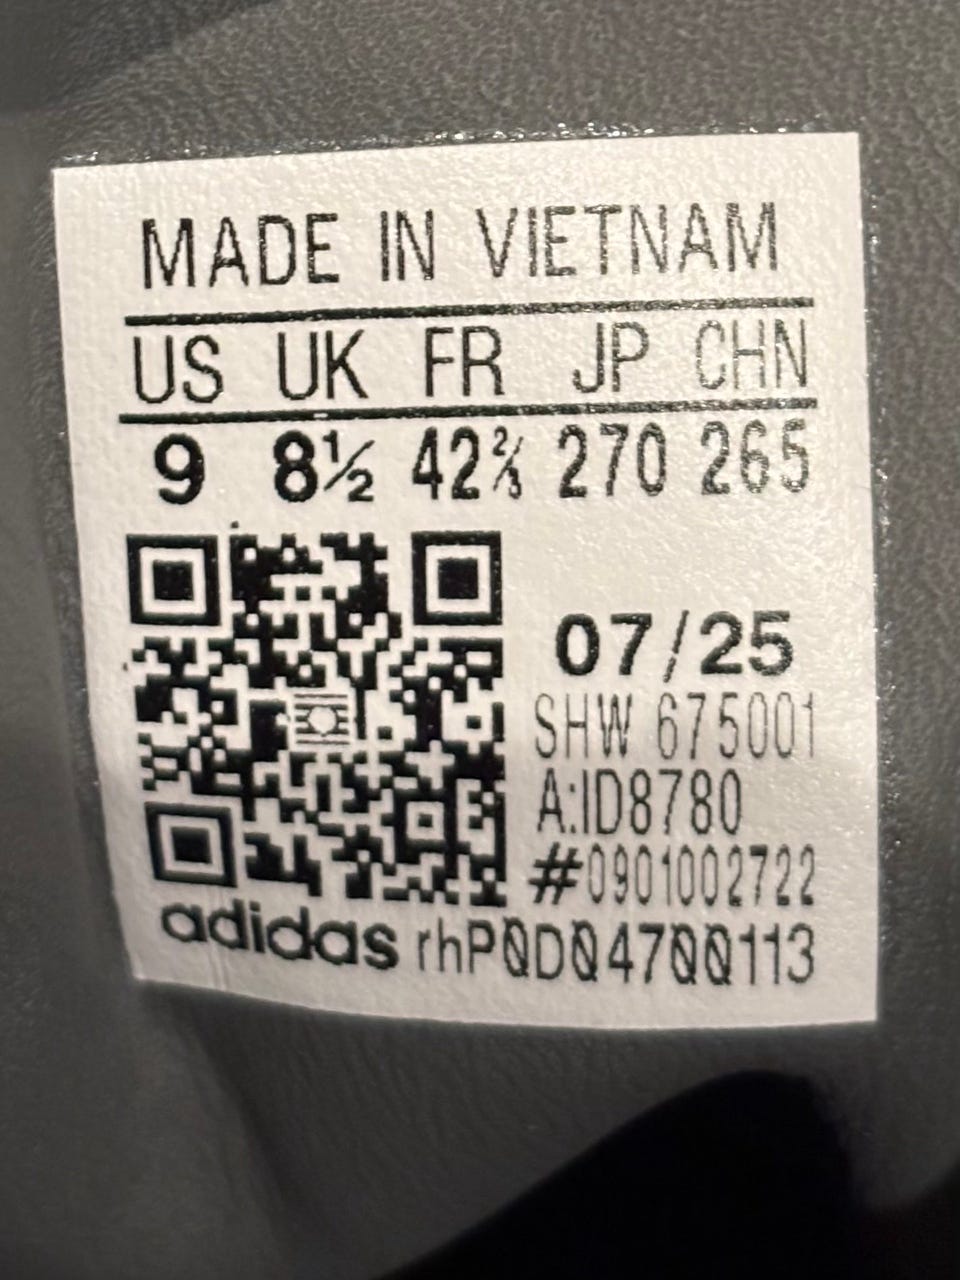 MADE IN VIETNAM
US UK FR JP CHN
9 8½ 42⅔ 270 265
07/25
SHW 675001
A:ID8780
#0901002722
adidas rhP0D04700113